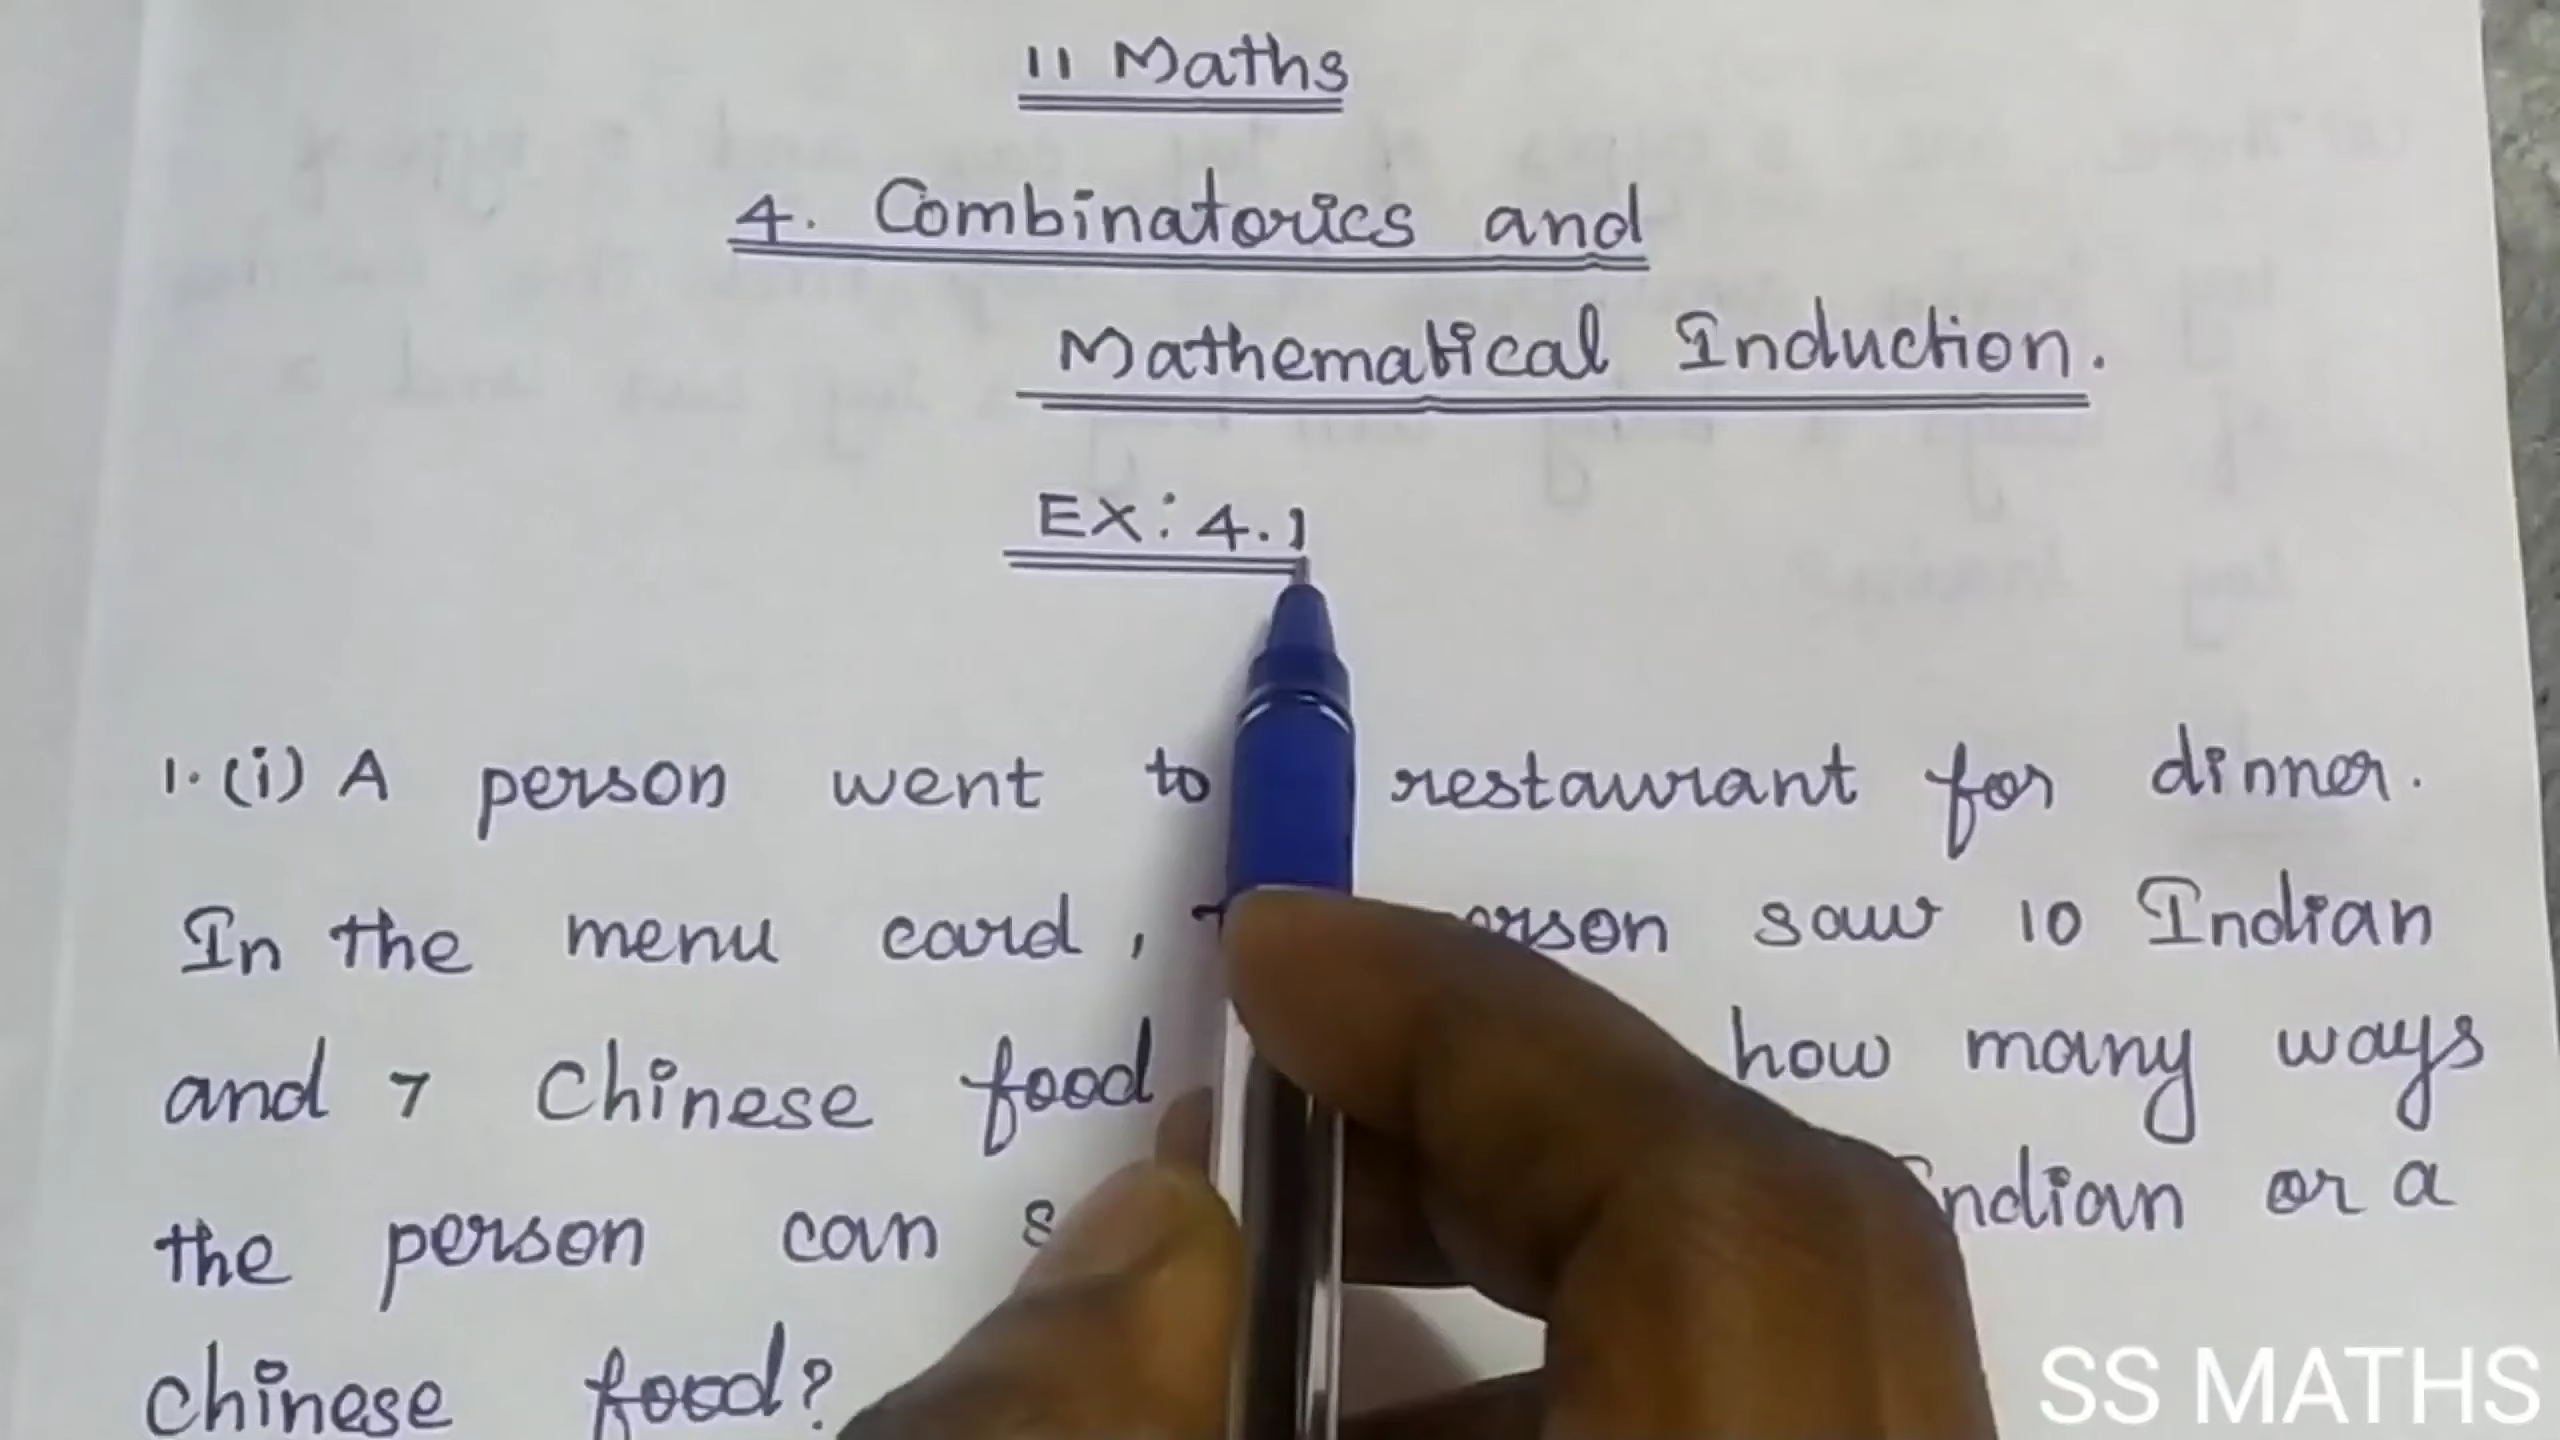 11 Maths
4. Combinatorics and
Mathematical Induction.
EX: 4.1
1. (i) A person went to restaurant for dinner.
In the menu card, saw 10 Indian
and 7 Chinese food how many ways
the person can Indian or a
chinese food?
SS MATHS